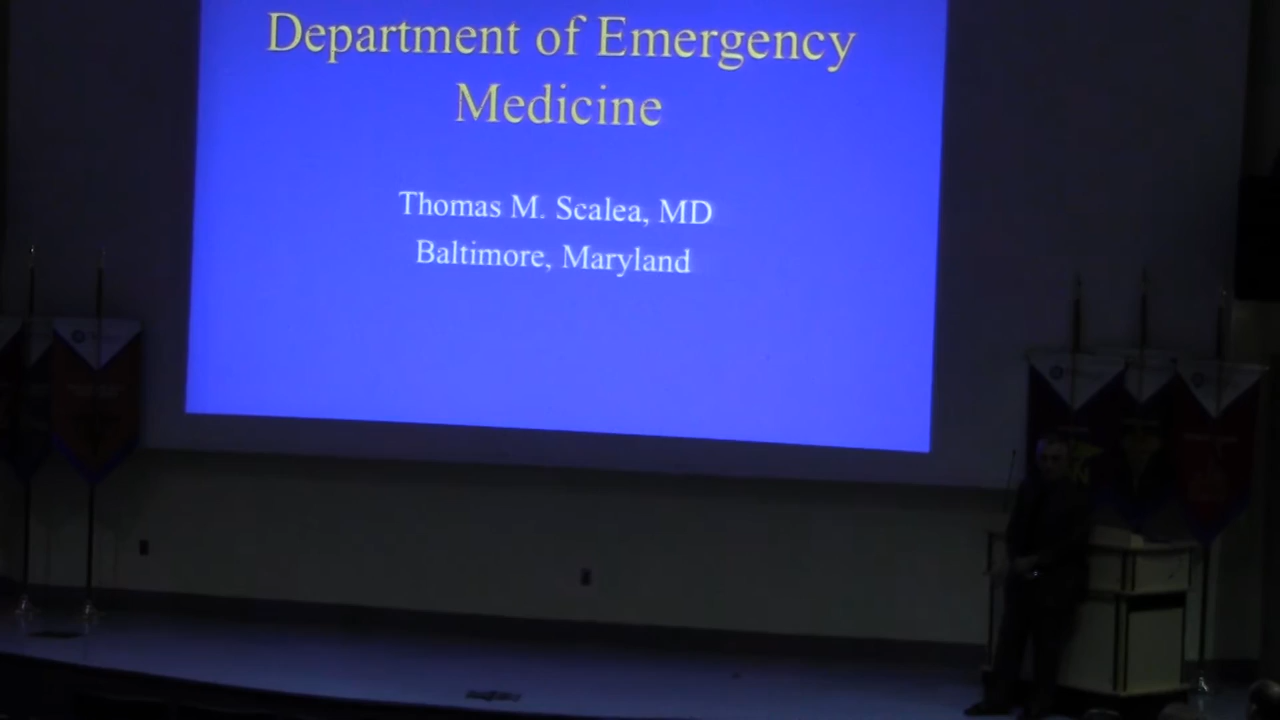 Department of Emergency
Medicine
Thomas M. Scalea, MD
Baltimore, Maryland